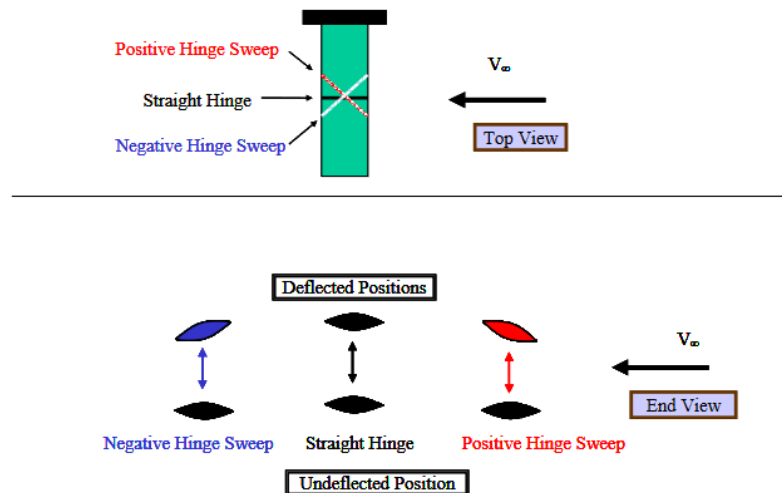 Positive Hinge Sweep
V∞
Straight Hinge
Top View
Negative Hinge Sweep
Deflected Positions
V∞
End View
Negative Hinge Sweep Straight Hinge Positive Hinge Sweep
Undeflected Position